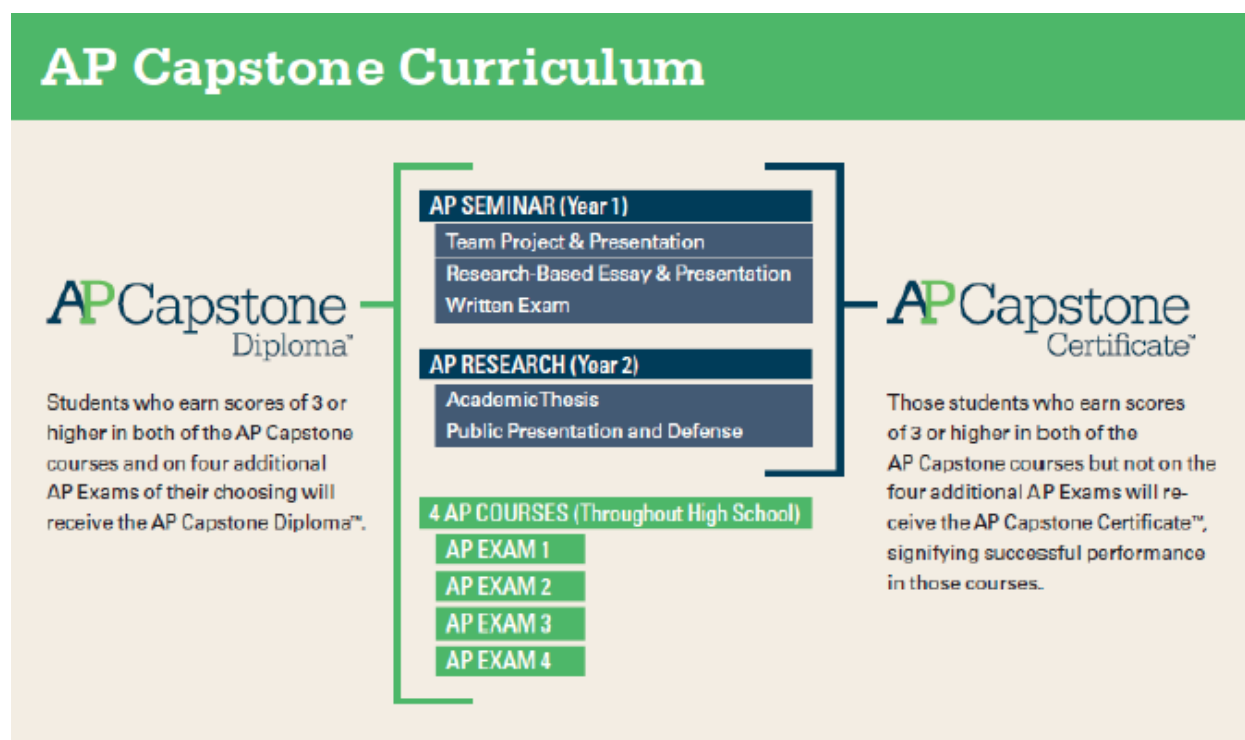 AP Capstone Curriculum
APCapstone
Diploma™
Students who earn scores of 3 or
higher in both of the AP Capstone
courses and on four additional
AP Exams of their choosing will
receive the AP Capstone Diploma™.
AP SEMINAR (Year 1)
Team Project & Presentation
Research-Based Essay & Presentation
Written Exam
AP RESEARCH (Year 2)
Academic Thesis
Public Presentation and Defense
4 AP COURSES (Throughout High School)
AP EXAM 1
AP EXAM 2
AP EXAM 3
AP EXAM 4
APCapstone
Certificate™
Those students who earn scores
of 3 or higher in both of the
AP Capstone courses but not on the
four additional AP Exams will re-
ceive the AP Capstone Certificate™,
signifying successful performance
in those courses.